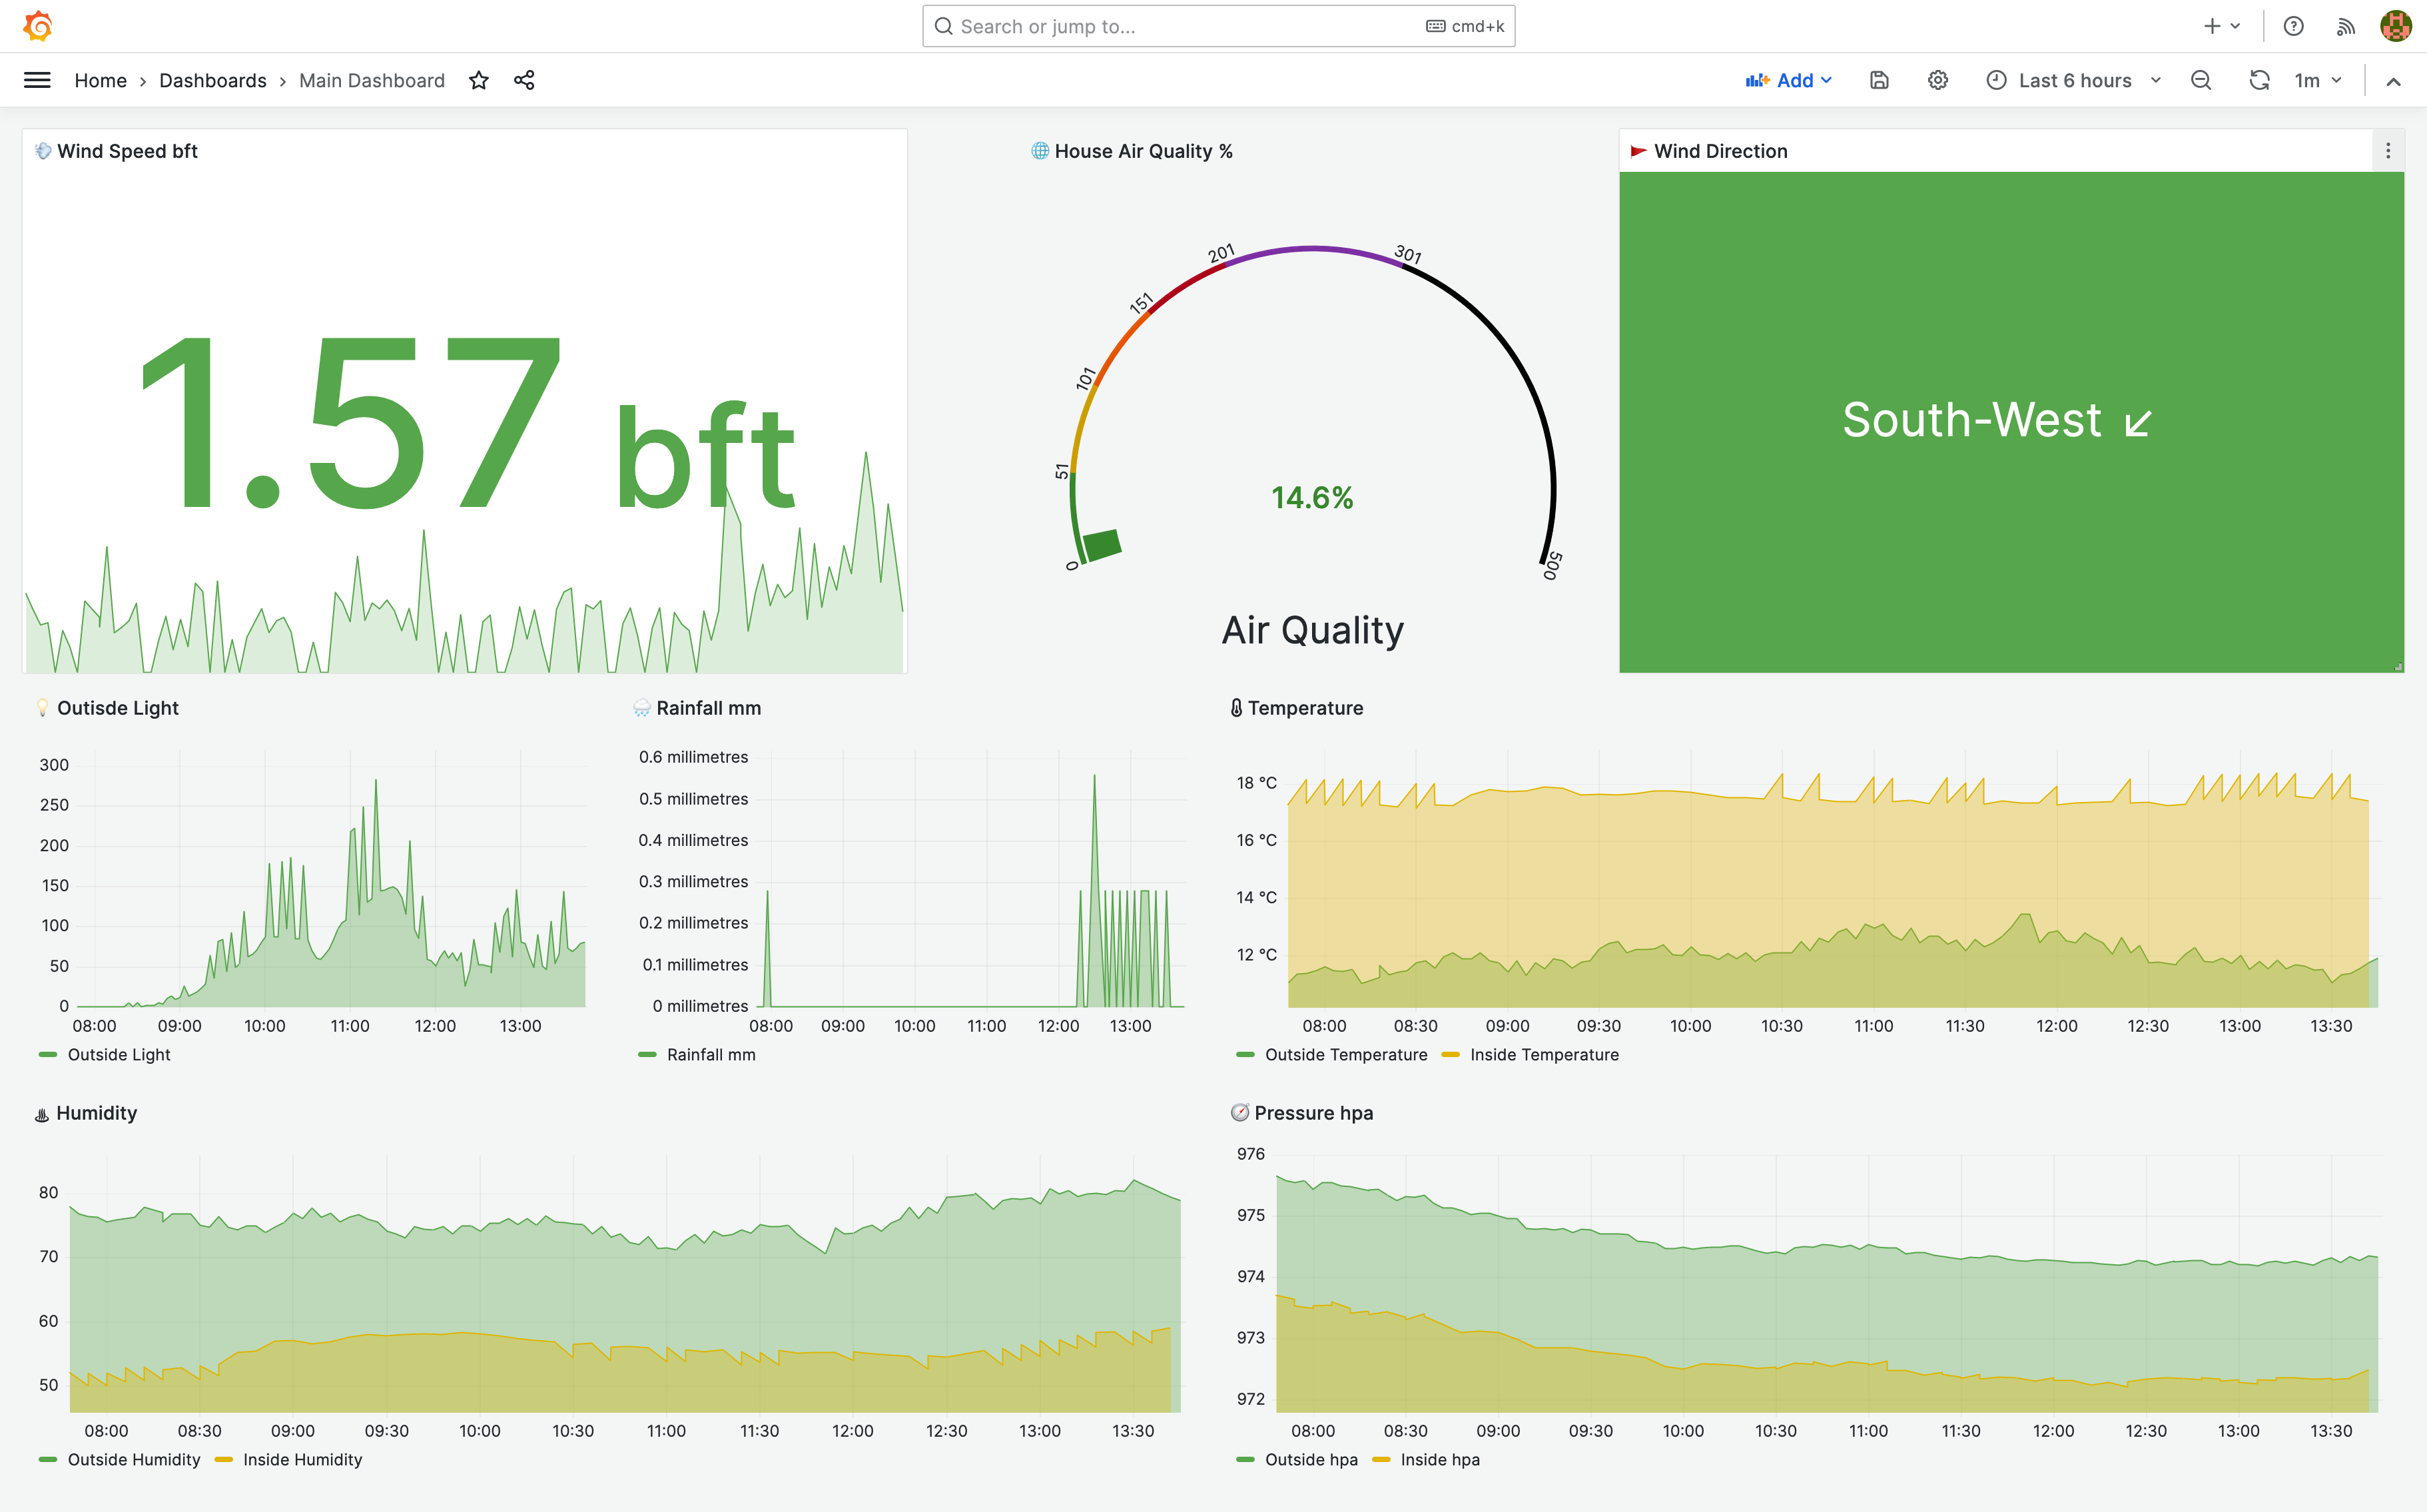 Search or jump to... cmd+k
Home › Dashboards › Main Dashboard Add Last 6 hours 1m
Wind Speed bft
1.57 bft
House Air Quality %
0
51
101
151
201
301
500
14.6%
Air Quality
Wind Direction
South-West ↙
Outisde Light
300
250
200
150
100
50
0
08:00 09:00 10:00 11:00 12:00 13:00
Outside Light
Rainfall mm
0.6 millimetres
0.5 millimetres
0.4 millimetres
0.3 millimetres
0.2 millimetres
0.1 millimetres
0 millimetres
08:00 09:00 10:00 11:00 12:00 13:00
Rainfall mm
Temperature
18 °C
16 °C
14 °C
12 °C
08:00 08:30 09:00 09:30 10:00 10:30 11:00 11:30 12:00 12:30 13:00 13:30
Outside Temperature Inside Temperature
Humidity
80
70
60
50
08:00 08:30 09:00 09:30 10:00 10:30 11:00 11:30 12:00 12:30 13:00 13:30
Outside Humidity Inside Humidity
Pressure hpa
976
975
974
973
972
08:00 08:30 09:00 09:30 10:00 10:30 11:00 11:30 12:00 12:30 13:00 13:30
Outside hpa Inside hpa